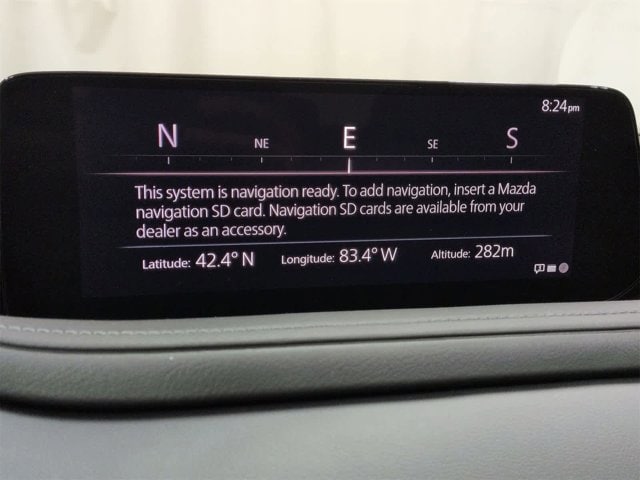 8:24pm
N NE E SE S
This system is navigation ready. To add navigation, insert a Mazda
navigation SD card. Navigation SD cards are available from your
dealer as an accessory.
Latitude: 42.4° N Longitude: 83.4° W Altitude: 282m